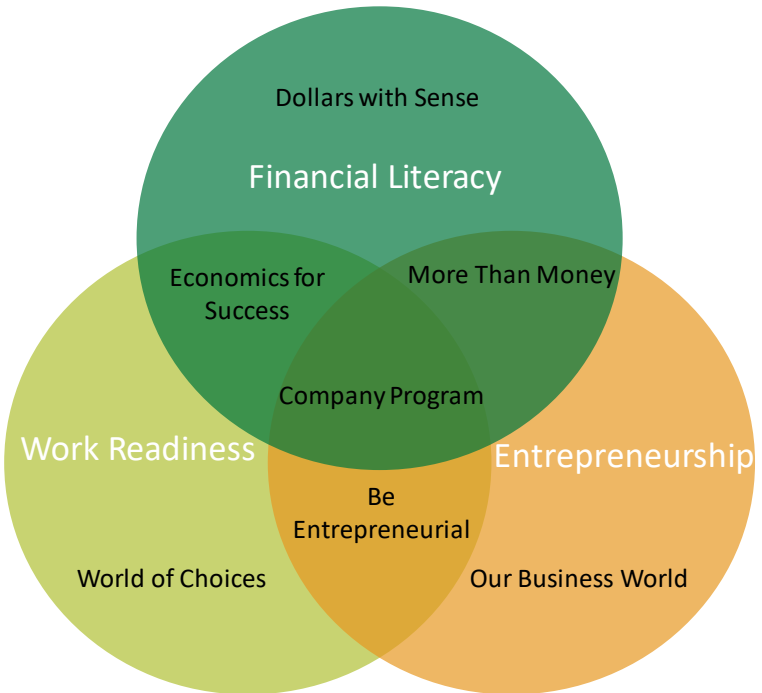 Dollars with Sense
Financial Literacy
Economics for
Success
More Than Money
Company Program
Work Readiness
Entrepreneurship
Be
Entrepreneurial
World of Choices
Our Business World